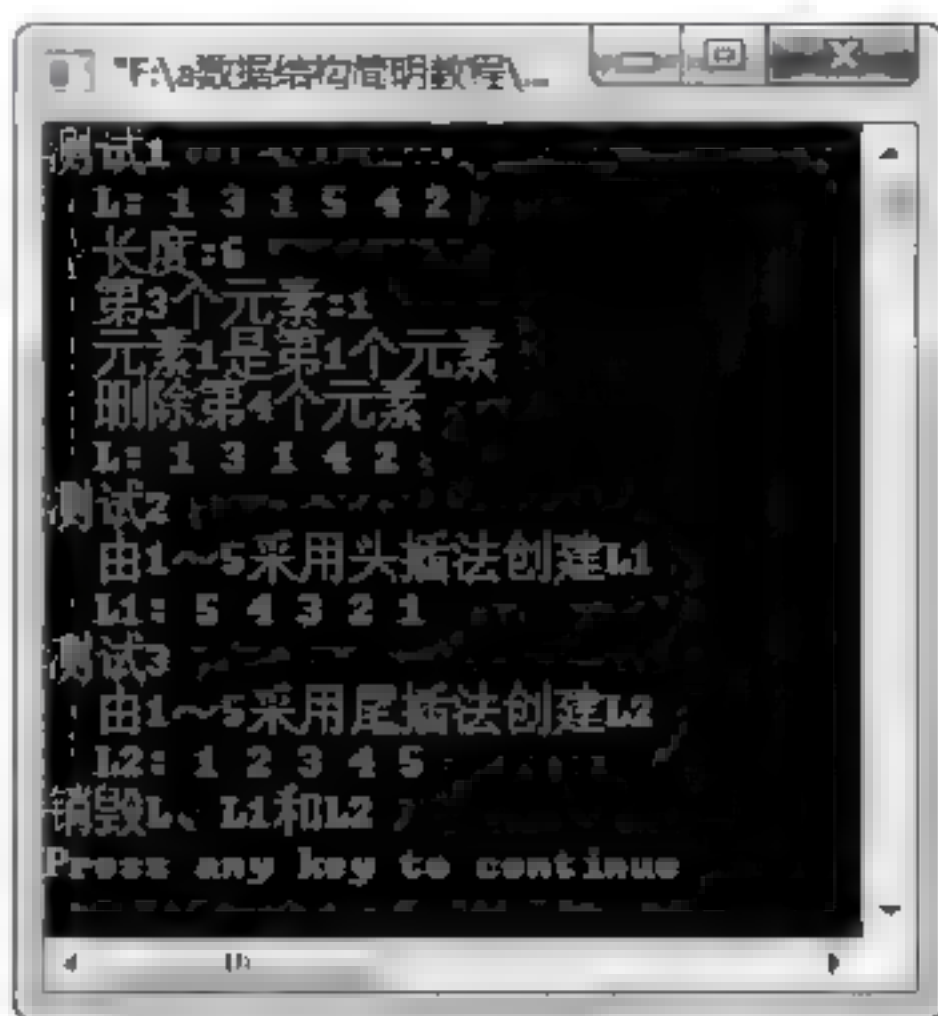 "F:\a数据结构简明教程\...
测试1
L: 1 3 1 5 4 2
长度:6
第3个元素:1
元素1是第1个元素
删除第4个元素
L: 1 3 1 4 2
测试2
由1~5采用头插法创建L1
L1: 5 4 3 2 1
测试3
由1~5采用尾插法创建L2
L2: 1 2 3 4 5
销毁L、L1和L2
Press any key to continue